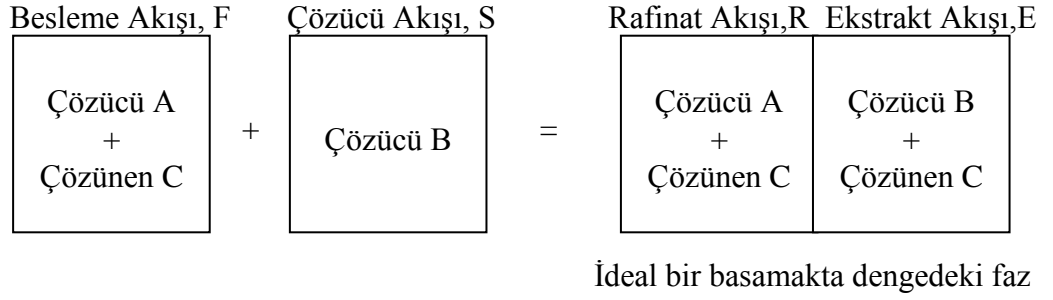 Besleme Akışı, F Çözücü Akışı, S Rafinat Akışı,R Ekstrakt Akışı,E
Çözücü A
+
Çözünen C
+
Çözücü B
=
Çözücü A
+
Çözünen C
Çözücü B
+
Çözünen C
İdeal bir basamakta dengedeki faz